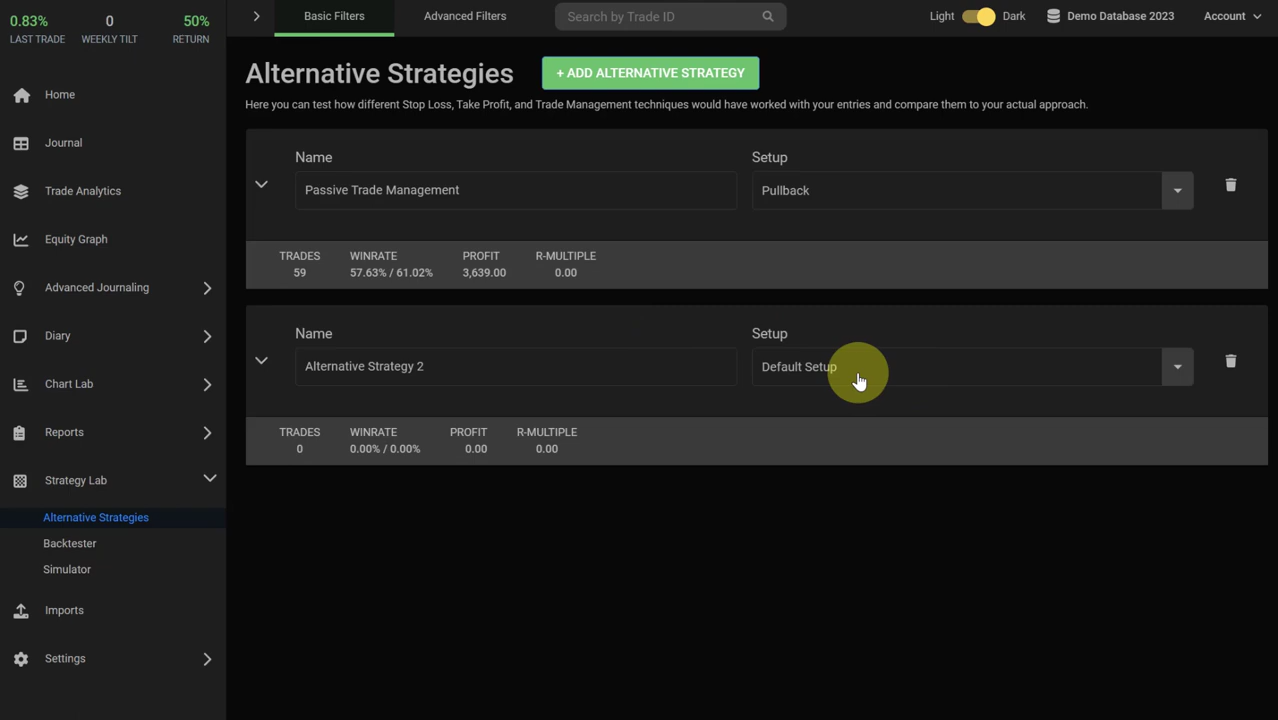 0.83% 0 50%
LAST TRADE WEEKLY TILT RETURN
Basic Filters Advanced Filters Search by Trade ID Light Dark Demo Database 2023 Account
Home
Journal
Trade Analytics
Equity Graph
Advanced Journaling
Diary
Chart Lab
Reports
Strategy Lab
Alternative Strategies
Backtester
Simulator
Imports
Settings
Alternative Strategies + ADD ALTERNATIVE STRATEGY
Here you can test how different Stop Loss, Take Profit, and Trade Management techniques would have worked with your entries and compare them to your actual approach.
Name Setup
Passive Trade Management Pullback
TRADES WINRATE PROFIT R-MULTIPLE
59 57.63% / 61.02% 3,639.00 0.00
Name Setup
Alternative Strategy 2 Default Setup
TRADES WINRATE PROFIT R-MULTIPLE
0 0.00% / 0.00% 0.00 0.00